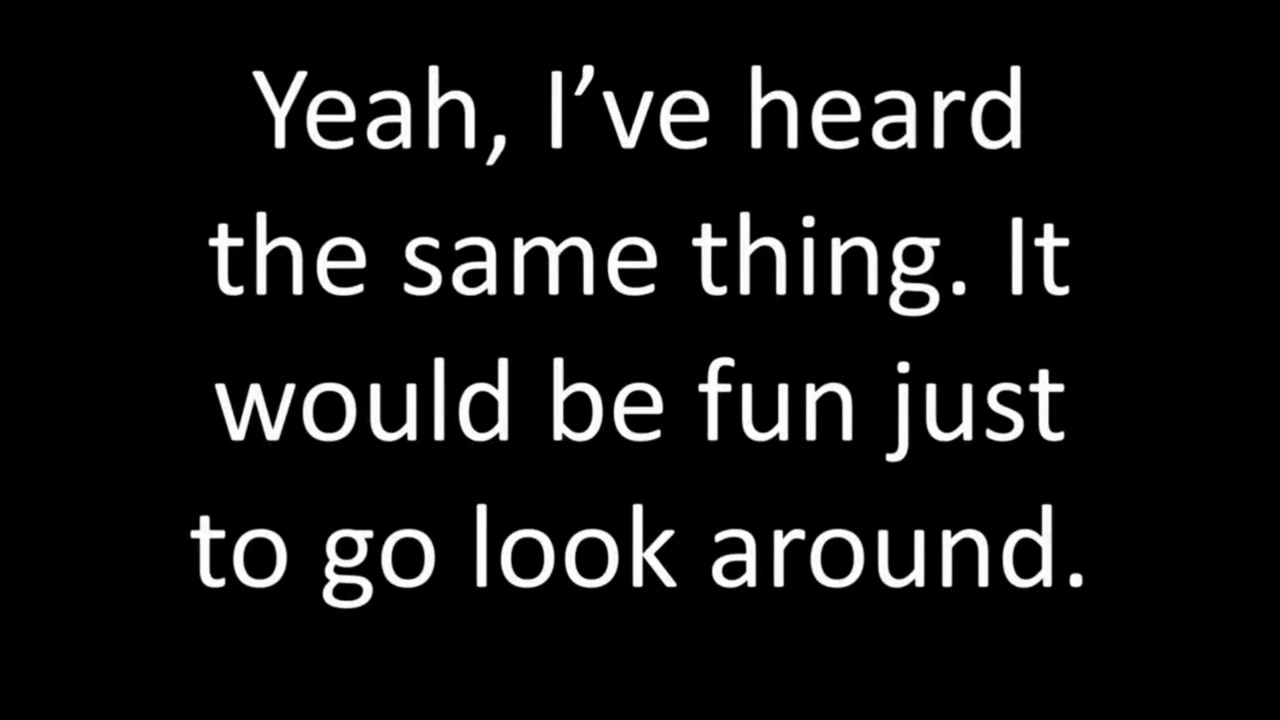 Yeah, I’ve heard
the same thing. It
would be fun just
to go look around.